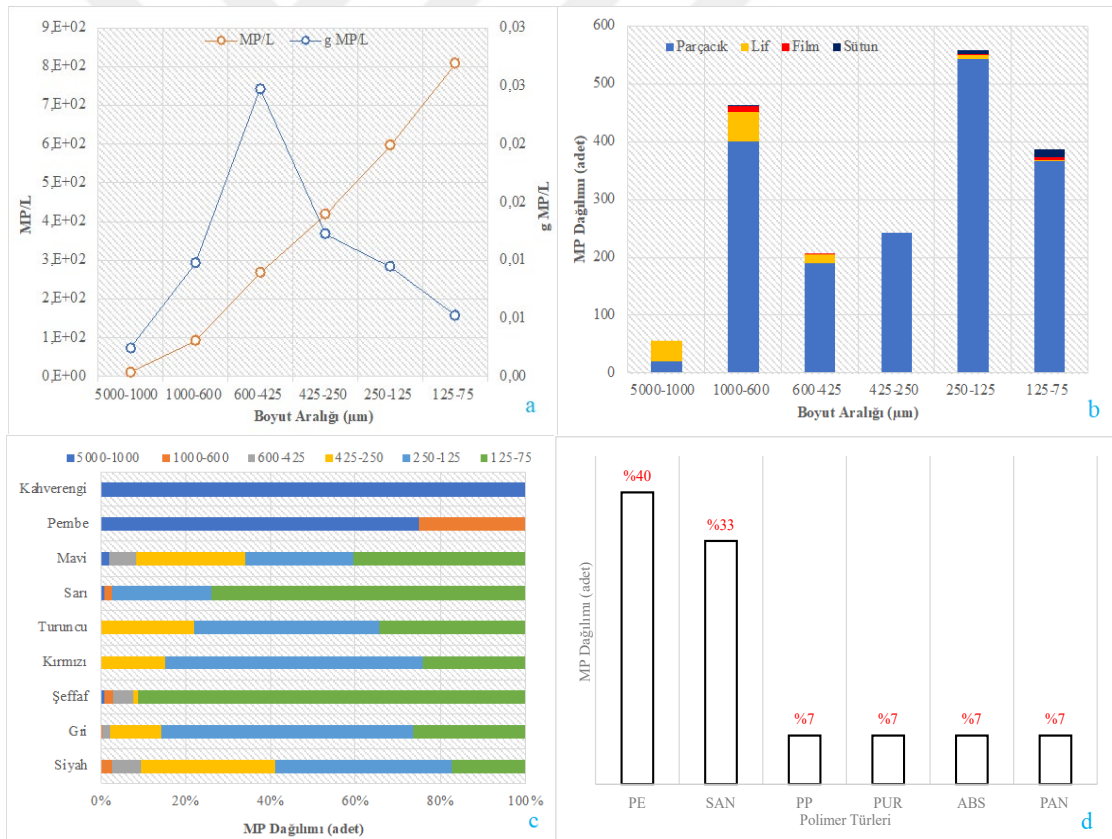 9,E+02
8,E+02
7,E+02
6,E+02
5,E+02
4,E+02
3,E+02
2,E+02
1,E+02
0,E+00
MP/L
MP/L
g MP/L
0,03
0,03
0,02
0,02
0,01
0,01
0,00
g MP/L
5000-1000 1000-600 600-425 425-250 250-125 125-75
Boyut Aralığı (µm)
a
600
500
400
300
200
100
0
MP Dağılımı (adet)
Parçacık Lif Film Sütun
5000-1000 1000-600 600-425 425-250 250-125 125-75
Boyut Aralığı (µm)
b
5000-1000 1000-600 600-425 425-250 250-125 125-75
Kahverengi
Pembe
Mavi
Sarı
Turuncu
Kırmızı
Şeffaf
Gri
Siyah
0% 20% 40% 60% 80% 100%
MP Dağılımı (adet)
c
MP Dağılımı (adet)
%40
%33
%7 %7 %7 %7
PE SAN PP PUR ABS PAN
Polimer Türleri
d